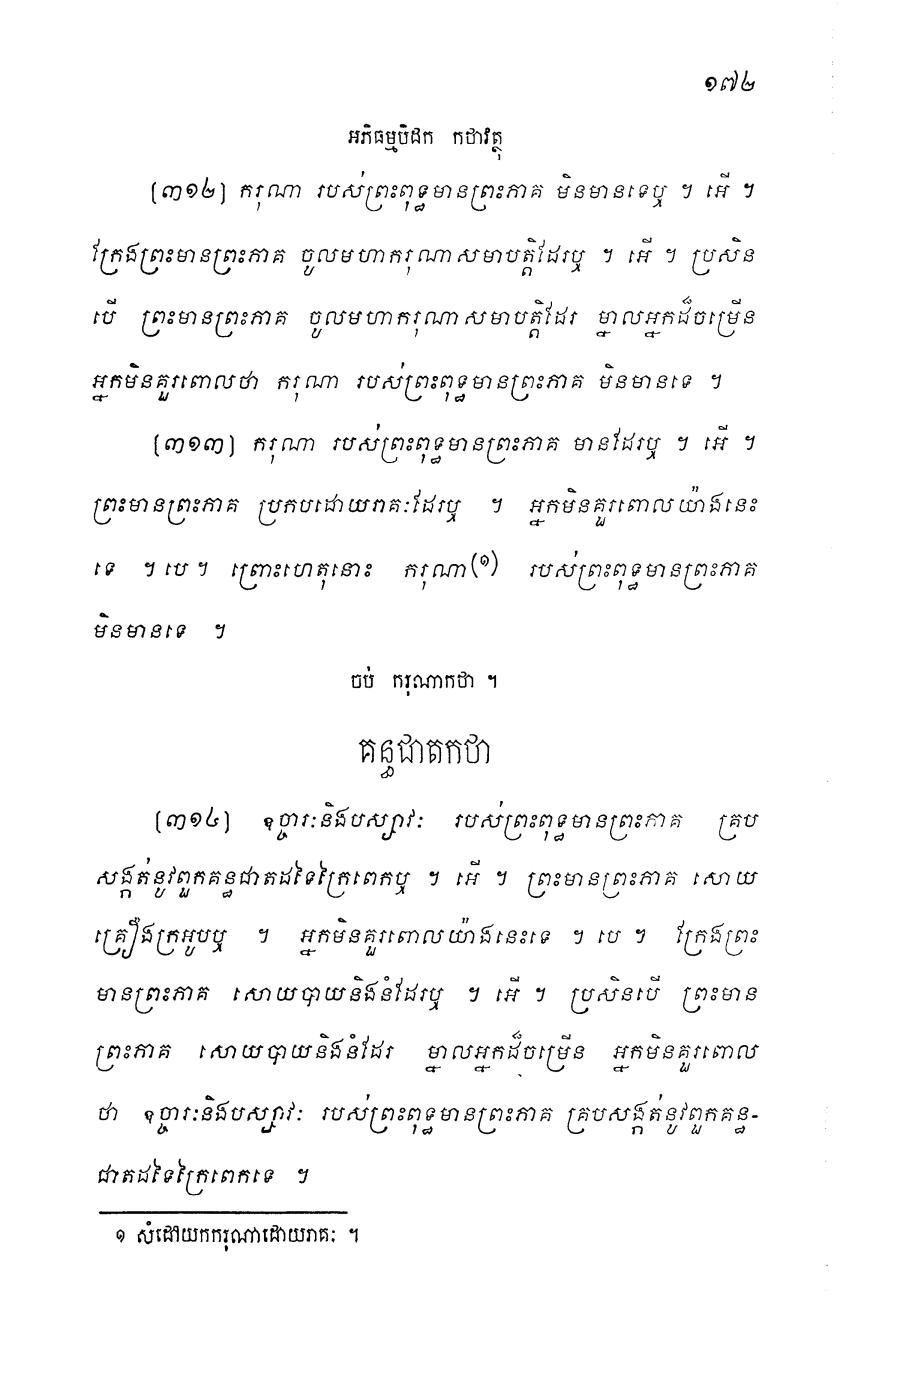 ១៧២
អភិធម្មបិដក កថាវត្ថុ
[៣១២] ករុណា របស់ព្រះពុទ្ធមានព្រះភាគ មិនមានទេឬ ។ អើ ។
ក្រែងព្រះមានព្រះភាគ ចូលមហាករុណាសមាបត្តិដែរឬ ។ អើ ។ ប្រសិន
បើ ព្រះមានព្រះភាគ ចូលមហាករុណាសមាបត្តិដែរ ម្នាលអ្នកដ៏ចម្រើន
អ្នកមិនគួរពោលថា ករុណា របស់ព្រះពុទ្ធមានព្រះភាគ មិនមានទេ ។
[៣១៣] ករុណា របស់ព្រះពុទ្ធមានព្រះភាគ មានដែរឬ ។ អើ ។
ព្រះមានព្រះភាគ ប្រកបដោយរាគៈដែរឬ ។ អ្នកមិនគួរពោលយ៉ាងនេះ
ទេ ។ បេ ។ ព្រោះហេតុនោះ ករុណា(១) របស់ព្រះពុទ្ធមានព្រះភាគ
មិនមានទេ ។
ចប់ ករុណាកថា ។
គន្ធជាតកថា
[៣១៤] ឧច្ចារៈនិងបស្សាវៈ របស់ព្រះពុទ្ធមានព្រះភាគ គ្រប
សង្កត់នូវពួកគន្ធជាតដទៃក្រៃពេកឬ ។ អើ ។ ព្រះមានព្រះភាគ សោយ
គ្រឿងក្រអូបឬ ។ អ្នកមិនគួរពោលយ៉ាងនេះទេ ។ បេ ។ ក្រែងព្រះ
មានព្រះភាគ សោយបាយនិងនំដែរឬ ។ អើ ។ ប្រសិនបើ ព្រះមាន
ព្រះភាគ សោយបាយនិងនំដែរ ម្នាលអ្នកដ៏ចម្រើន អ្នកមិនគួរពោល
ថា ឧច្ចារៈនិងបស្សាវៈ របស់ព្រះពុទ្ធមានព្រះភាគ គ្របសង្កត់នូវពួកគន្ធ-
ជាតដទៃក្រៃពេកទេ ។
១ សំដៅយកករុណាដោយរាគៈ ។